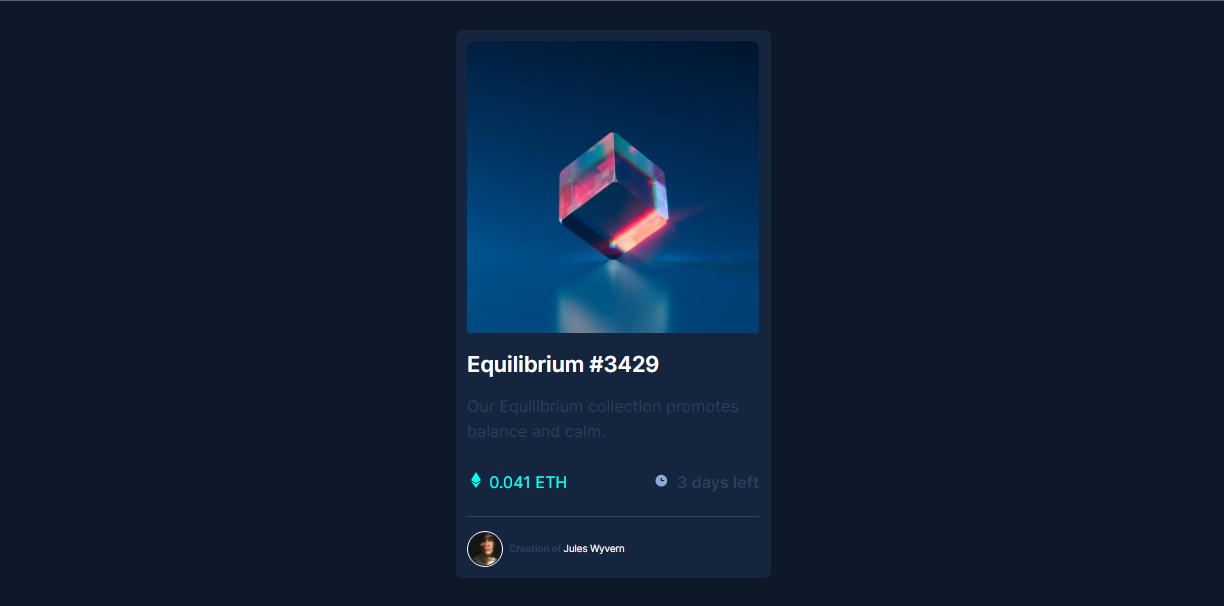 Equilibrium #3429
Our Equilibrium collection promotes
balance and calm.
0.041 ETH
3 days left
Creation of Jules Wyvern